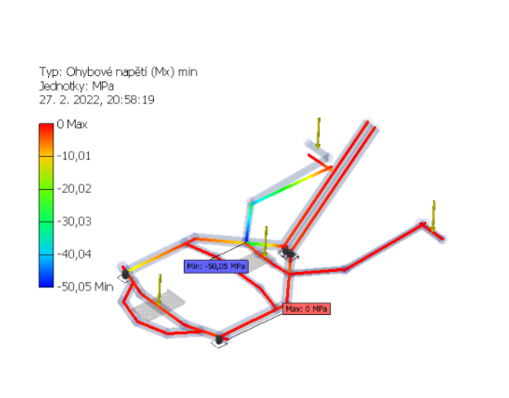 Typ: Ohybové napětí (Mx) min
Jednotky: MPa
27. 2. 2022, 20:58:19
0 Max
-10,01
-20,02
-30,03
-40,04
-50,05 Min
Min: -50,05 MPa
Max: 0 MPa